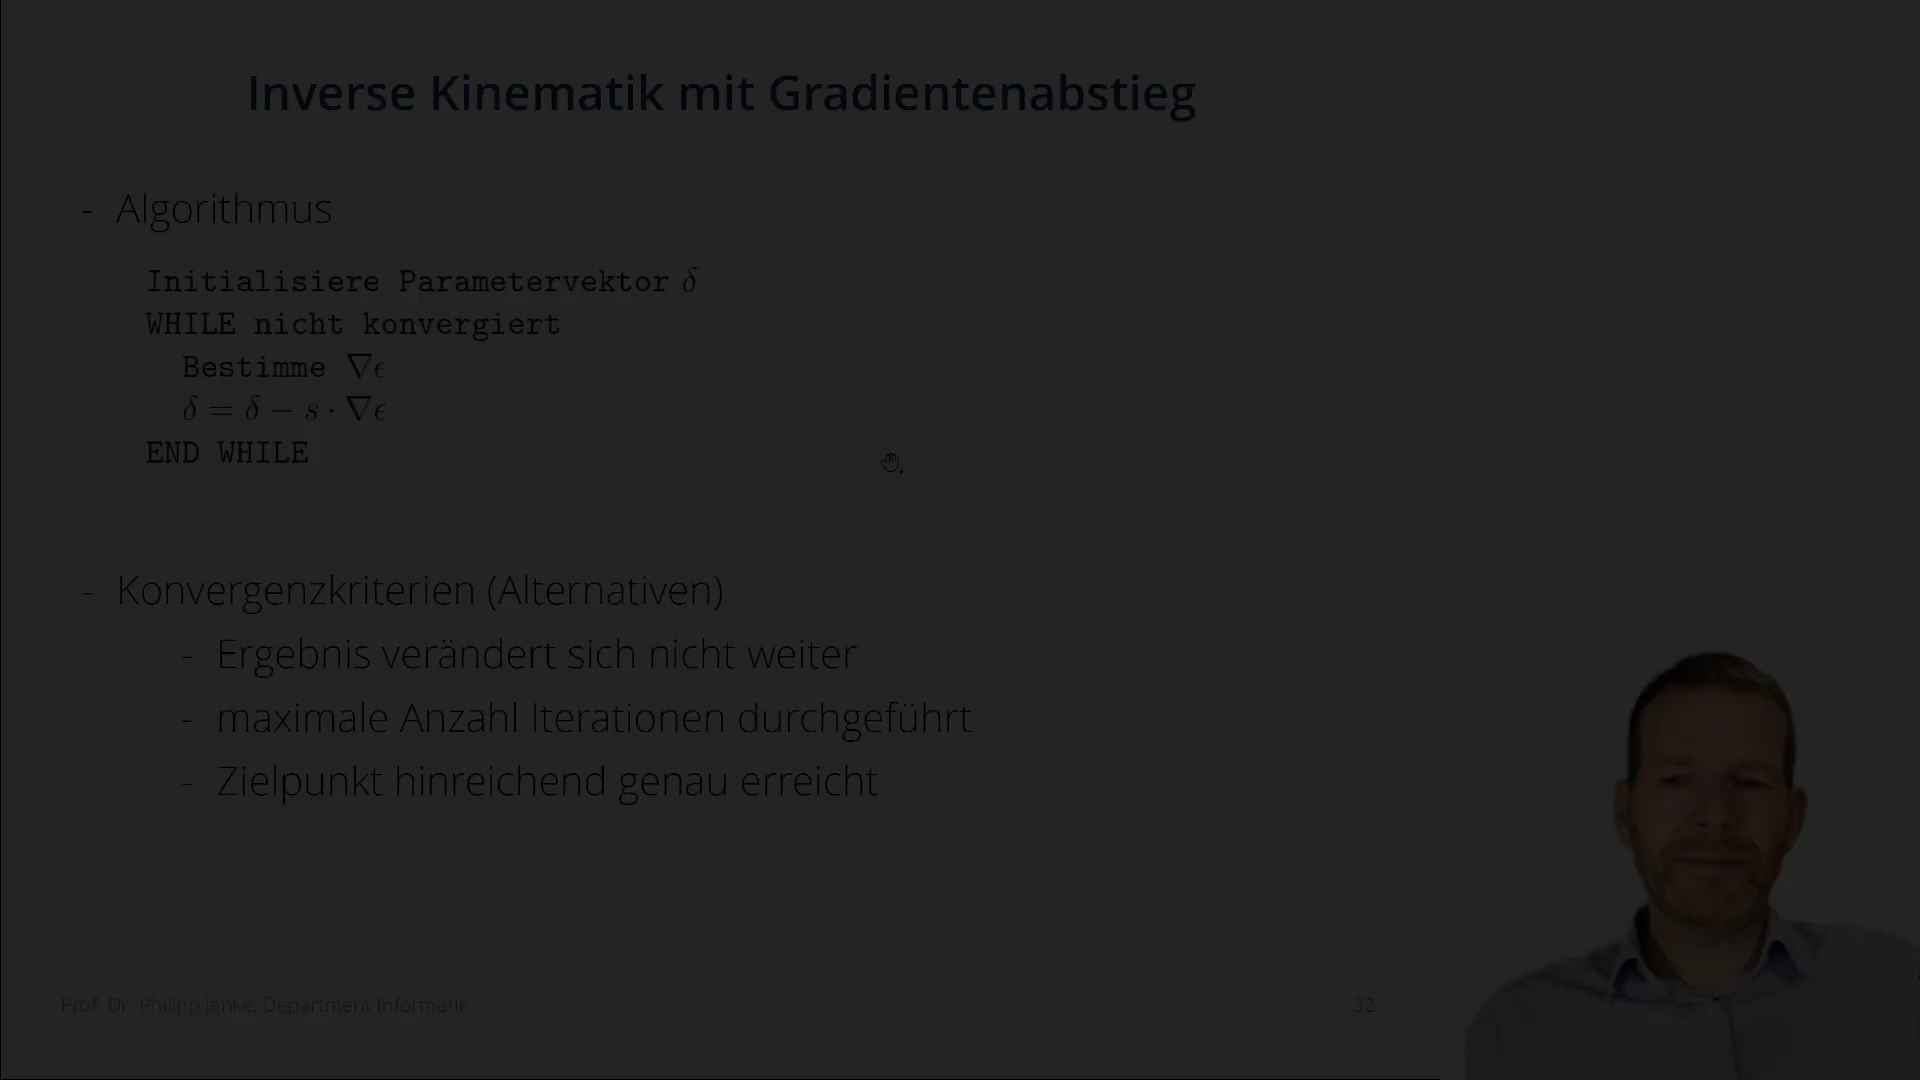 Inverse Kinematik mit Gradientenabstieg
- Algorithmus
Initialisiere Parametervektor δ
WHILE nicht konvergiert
Bestimme ∇ϵ
δ = δ − s · ∇ϵ
END WHILE
- Konvergenzkriterien (Alternativen)
- Ergebnis verändert sich nicht weiter
- maximale Anzahl Iterationen durchgeführt
- Zielpunkt hinreichend genau erreicht
Prof. Dr. Philipp Jenke, Department Informatik
32